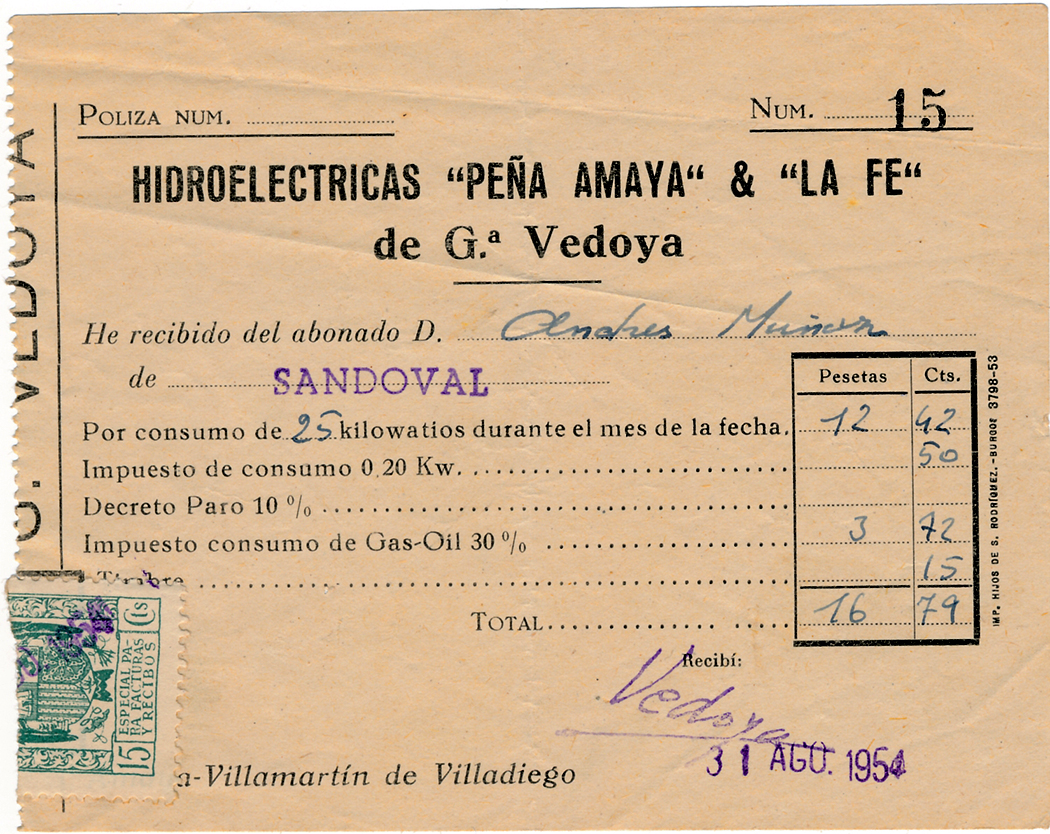 G. VEDOYA
POLIZA NUM.
NUM. 15
HIDROELECTRICAS “PEÑA AMAYA“ & “LA FE“
de G.ª Vedoya
He recibido del abonado D. Andres Muñoz
de SANDOVAL
Pesetas Cts.
Por consumo de 25 kilowatios durante el mes de la fecha. 12 42
Impuesto de consumo 0,20 Kw. 50
Decreto Paro 10 %
Impuesto consumo de Gas-Oil 30 % 3 72
Timbre 15
TOTAL 16 79
Recibí:
Vedoya
31 AGO. 1954
a-Villamartín de Villadiego
15 Cts
ESPECIAL PA-
RA FACTURAS
Y RECIBOS
IMP. HIJOS DE S. RODRÍGUEZ.-BURGOS 3798-53